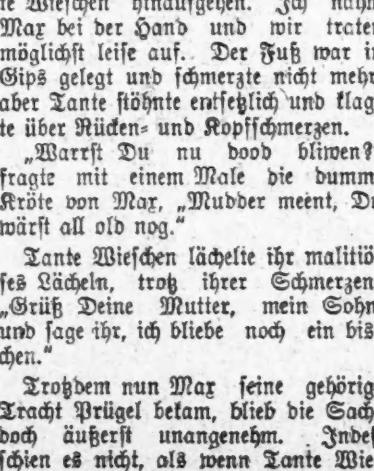 te Wieschen hinaufgehen. Ich nahm
Max bei der Hand und wir traten
möglichst leise auf. Der Fuß war in
Gips gelegt und schmerzte nicht mehr
aber Tante stöhnte entsetzlich und klag
te über Rücken= und Kopfschmerzen.
„Warrst Du nu dood bliwen?
fragte mit einem Male die dumm
Kröte von Max, „Mudder meent, Du
wärst all old nog.“
Tante Wieschen lächelte ihr malitiö
ses Lächeln, trotz ihrer Schmerzen
„Grüß Deine Mutter, mein Sohn
und sage ihr, ich bliebe noch ein bis
chen.“
Trotzdem nun Max seine gehörig
Tracht Prügel bekam, blieb die Sach
doch äußerst unangenehm. Indes
schien es nicht, als wenn Tante Wie